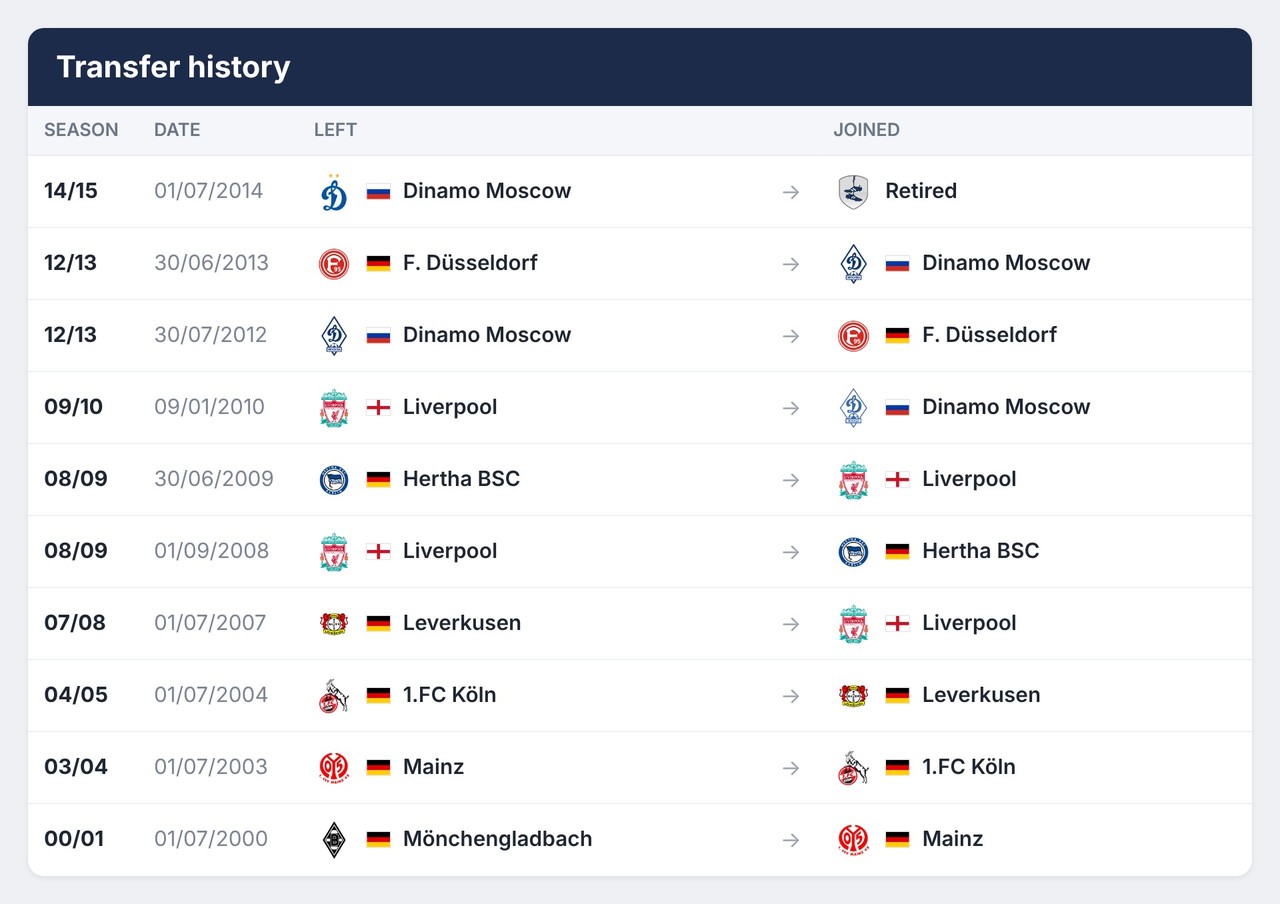 Transfer history
SEASON DATE LEFT JOINED
14/15 01/07/2014 Dinamo Moscow → Retired
12/13 30/06/2013 F. Düsseldorf → Dinamo Moscow
12/13 30/07/2012 Dinamo Moscow → F. Düsseldorf
09/10 09/01/2010 Liverpool → Dinamo Moscow
08/09 30/06/2009 Hertha BSC → Liverpool
08/09 01/09/2008 Liverpool → Hertha BSC
07/08 01/07/2007 Leverkusen → Liverpool
04/05 01/07/2004 1.FC Köln → Leverkusen
03/04 01/07/2003 Mainz → 1.FC Köln
00/01 01/07/2000 Mönchengladbach → Mainz